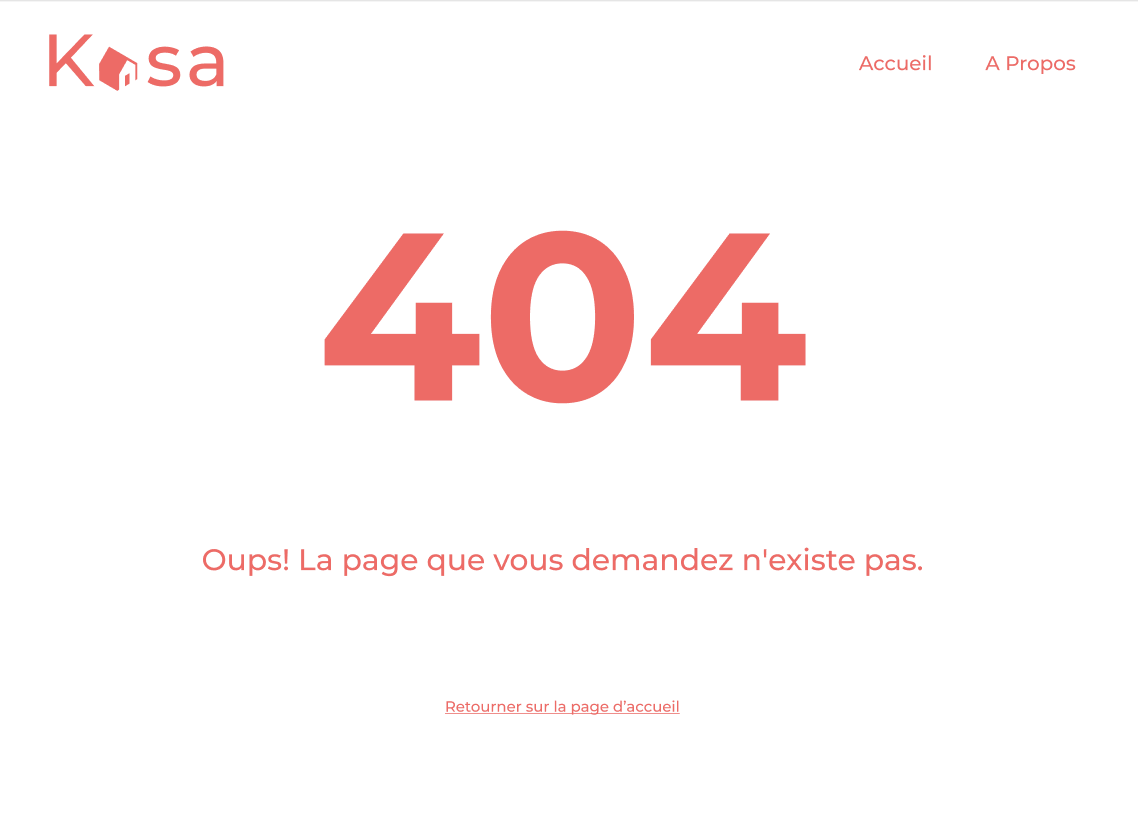 Kasa
Accueil
A Propos
404
Oups! La page que vous demandez n'existe pas.
Retourner sur la page d’accueil